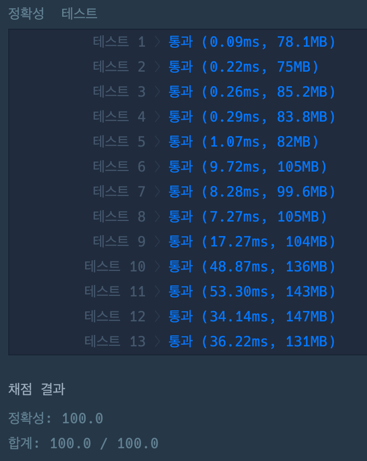 정확성  테스트
테스트 1 > 통과 (0.09ms, 78.1MB)
테스트 2 > 통과 (0.22ms, 75MB)
테스트 3 > 통과 (0.26ms, 85.2MB)
테스트 4 > 통과 (0.29ms, 83.8MB)
테스트 5 > 통과 (1.07ms, 82MB)
테스트 6 > 통과 (9.72ms, 105MB)
테스트 7 > 통과 (8.28ms, 99.6MB)
테스트 8 > 통과 (7.27ms, 105MB)
테스트 9 > 통과 (17.27ms, 104MB)
테스트 10 > 통과 (48.87ms, 136MB)
테스트 11 > 통과 (53.30ms, 143MB)
테스트 12 > 통과 (34.14ms, 147MB)
테스트 13 > 통과 (36.22ms, 131MB)
채점 결과
정확성: 100.0
합계: 100.0 / 100.0